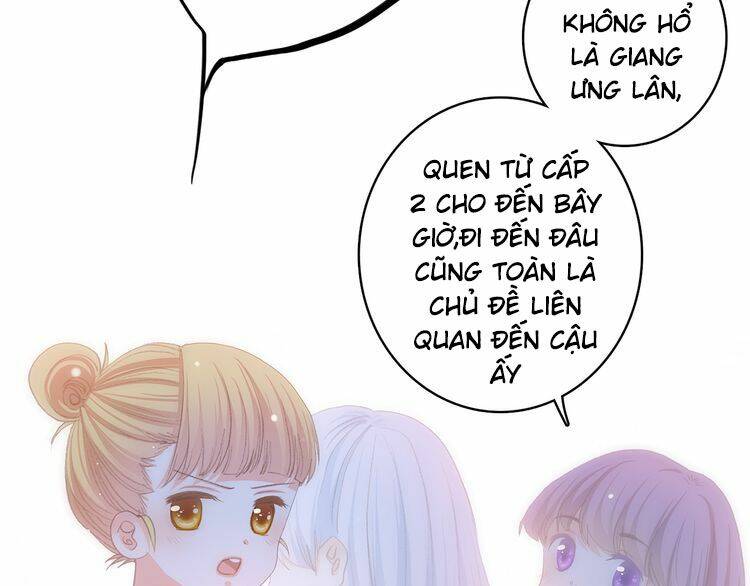 KHÔNG HỔ
LÀ GIANG
ƯNG LÂN,
QUEN TỪ CẤP
2 CHO ĐẾN BÂY
GIỜ,ĐI ĐẾN ĐÂU
CŨNG TOÀN LÀ
CHỦ ĐỀ LIÊN
QUAN ĐẾN CẬU
ẤY